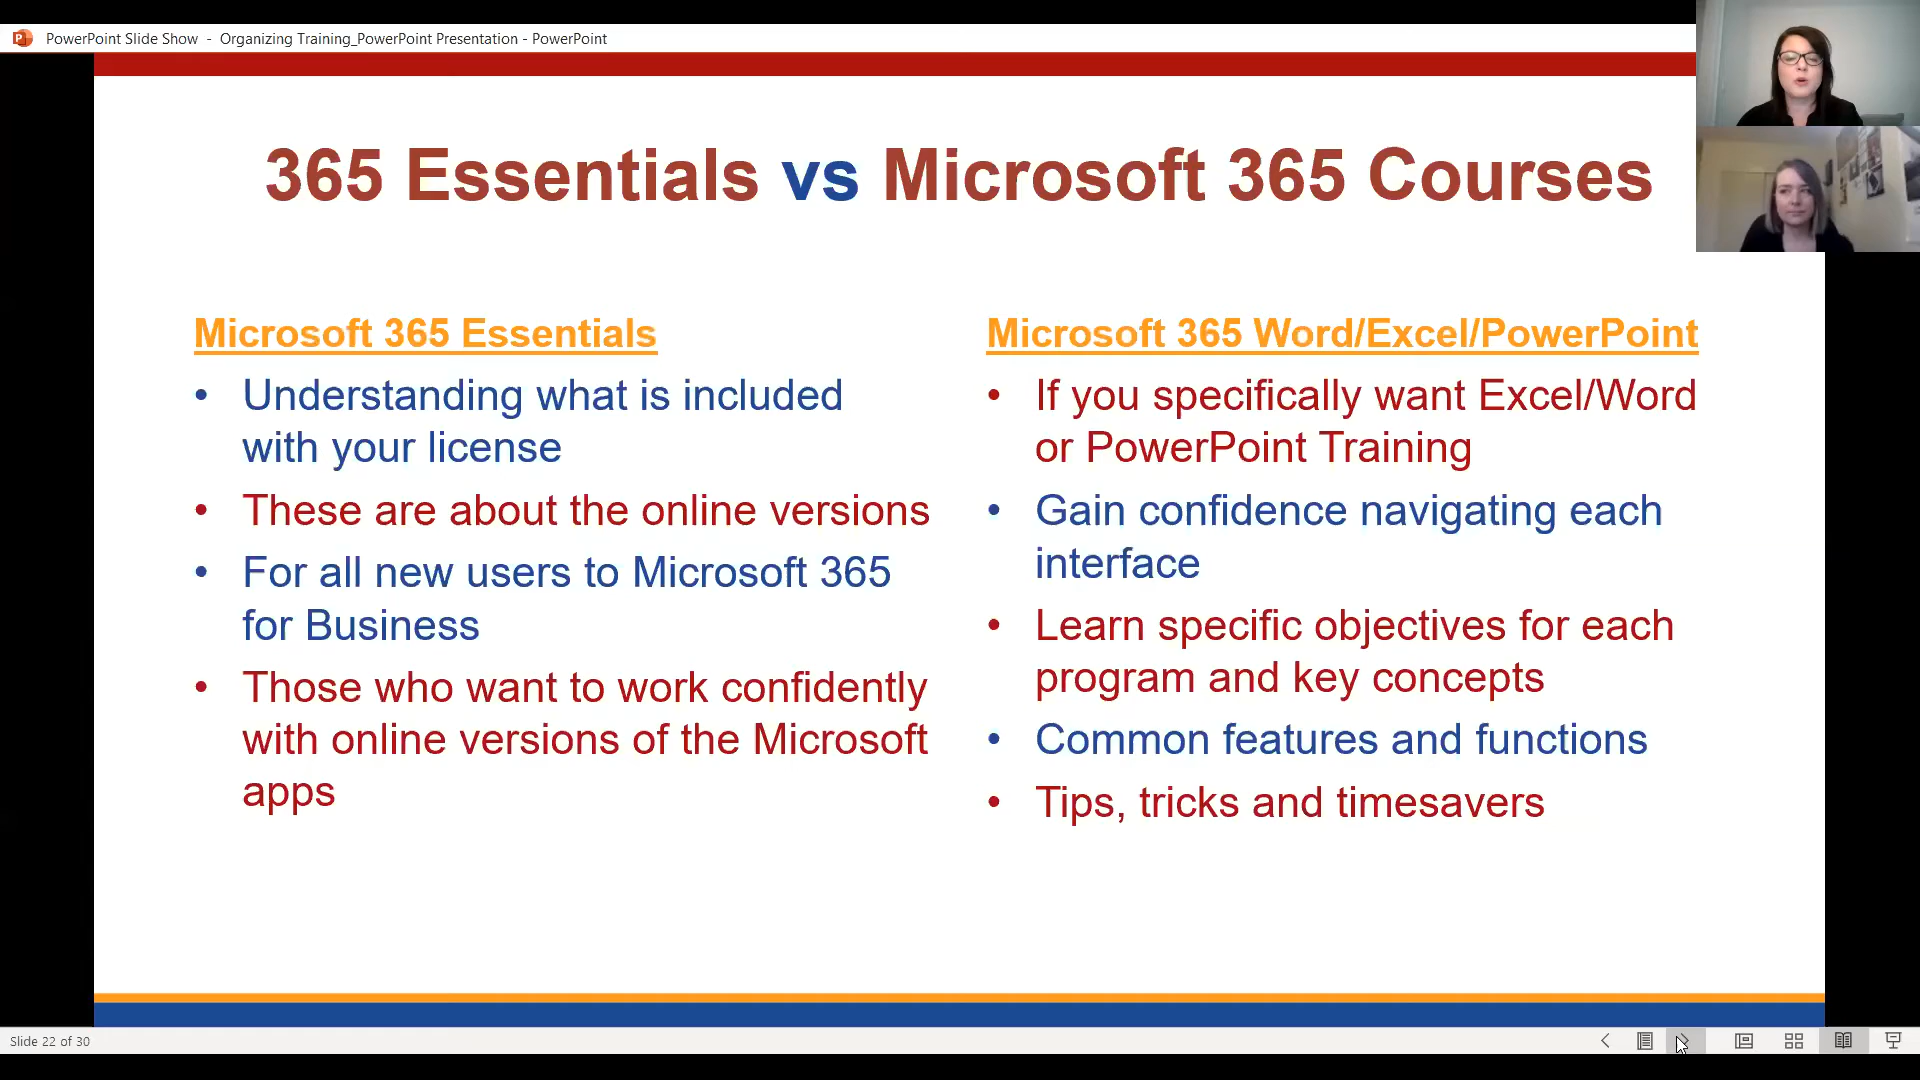 PowerPoint Slide Show - Organizing Training_PowerPoint Presentation - PowerPoint
365 Essentials vs Microsoft 365 Courses
Microsoft 365 Essentials
• Understanding what is included
with your license
• These are about the online versions
• For all new users to Microsoft 365
for Business
• Those who want to work confidently
with online versions of the Microsoft
apps
Microsoft 365 Word/Excel/PowerPoint
• If you specifically want Excel/Word
or PowerPoint Training
• Gain confidence navigating each
interface
• Learn specific objectives for each
program and key concepts
• Common features and functions
• Tips, tricks and timesavers
Slide 22 of 30